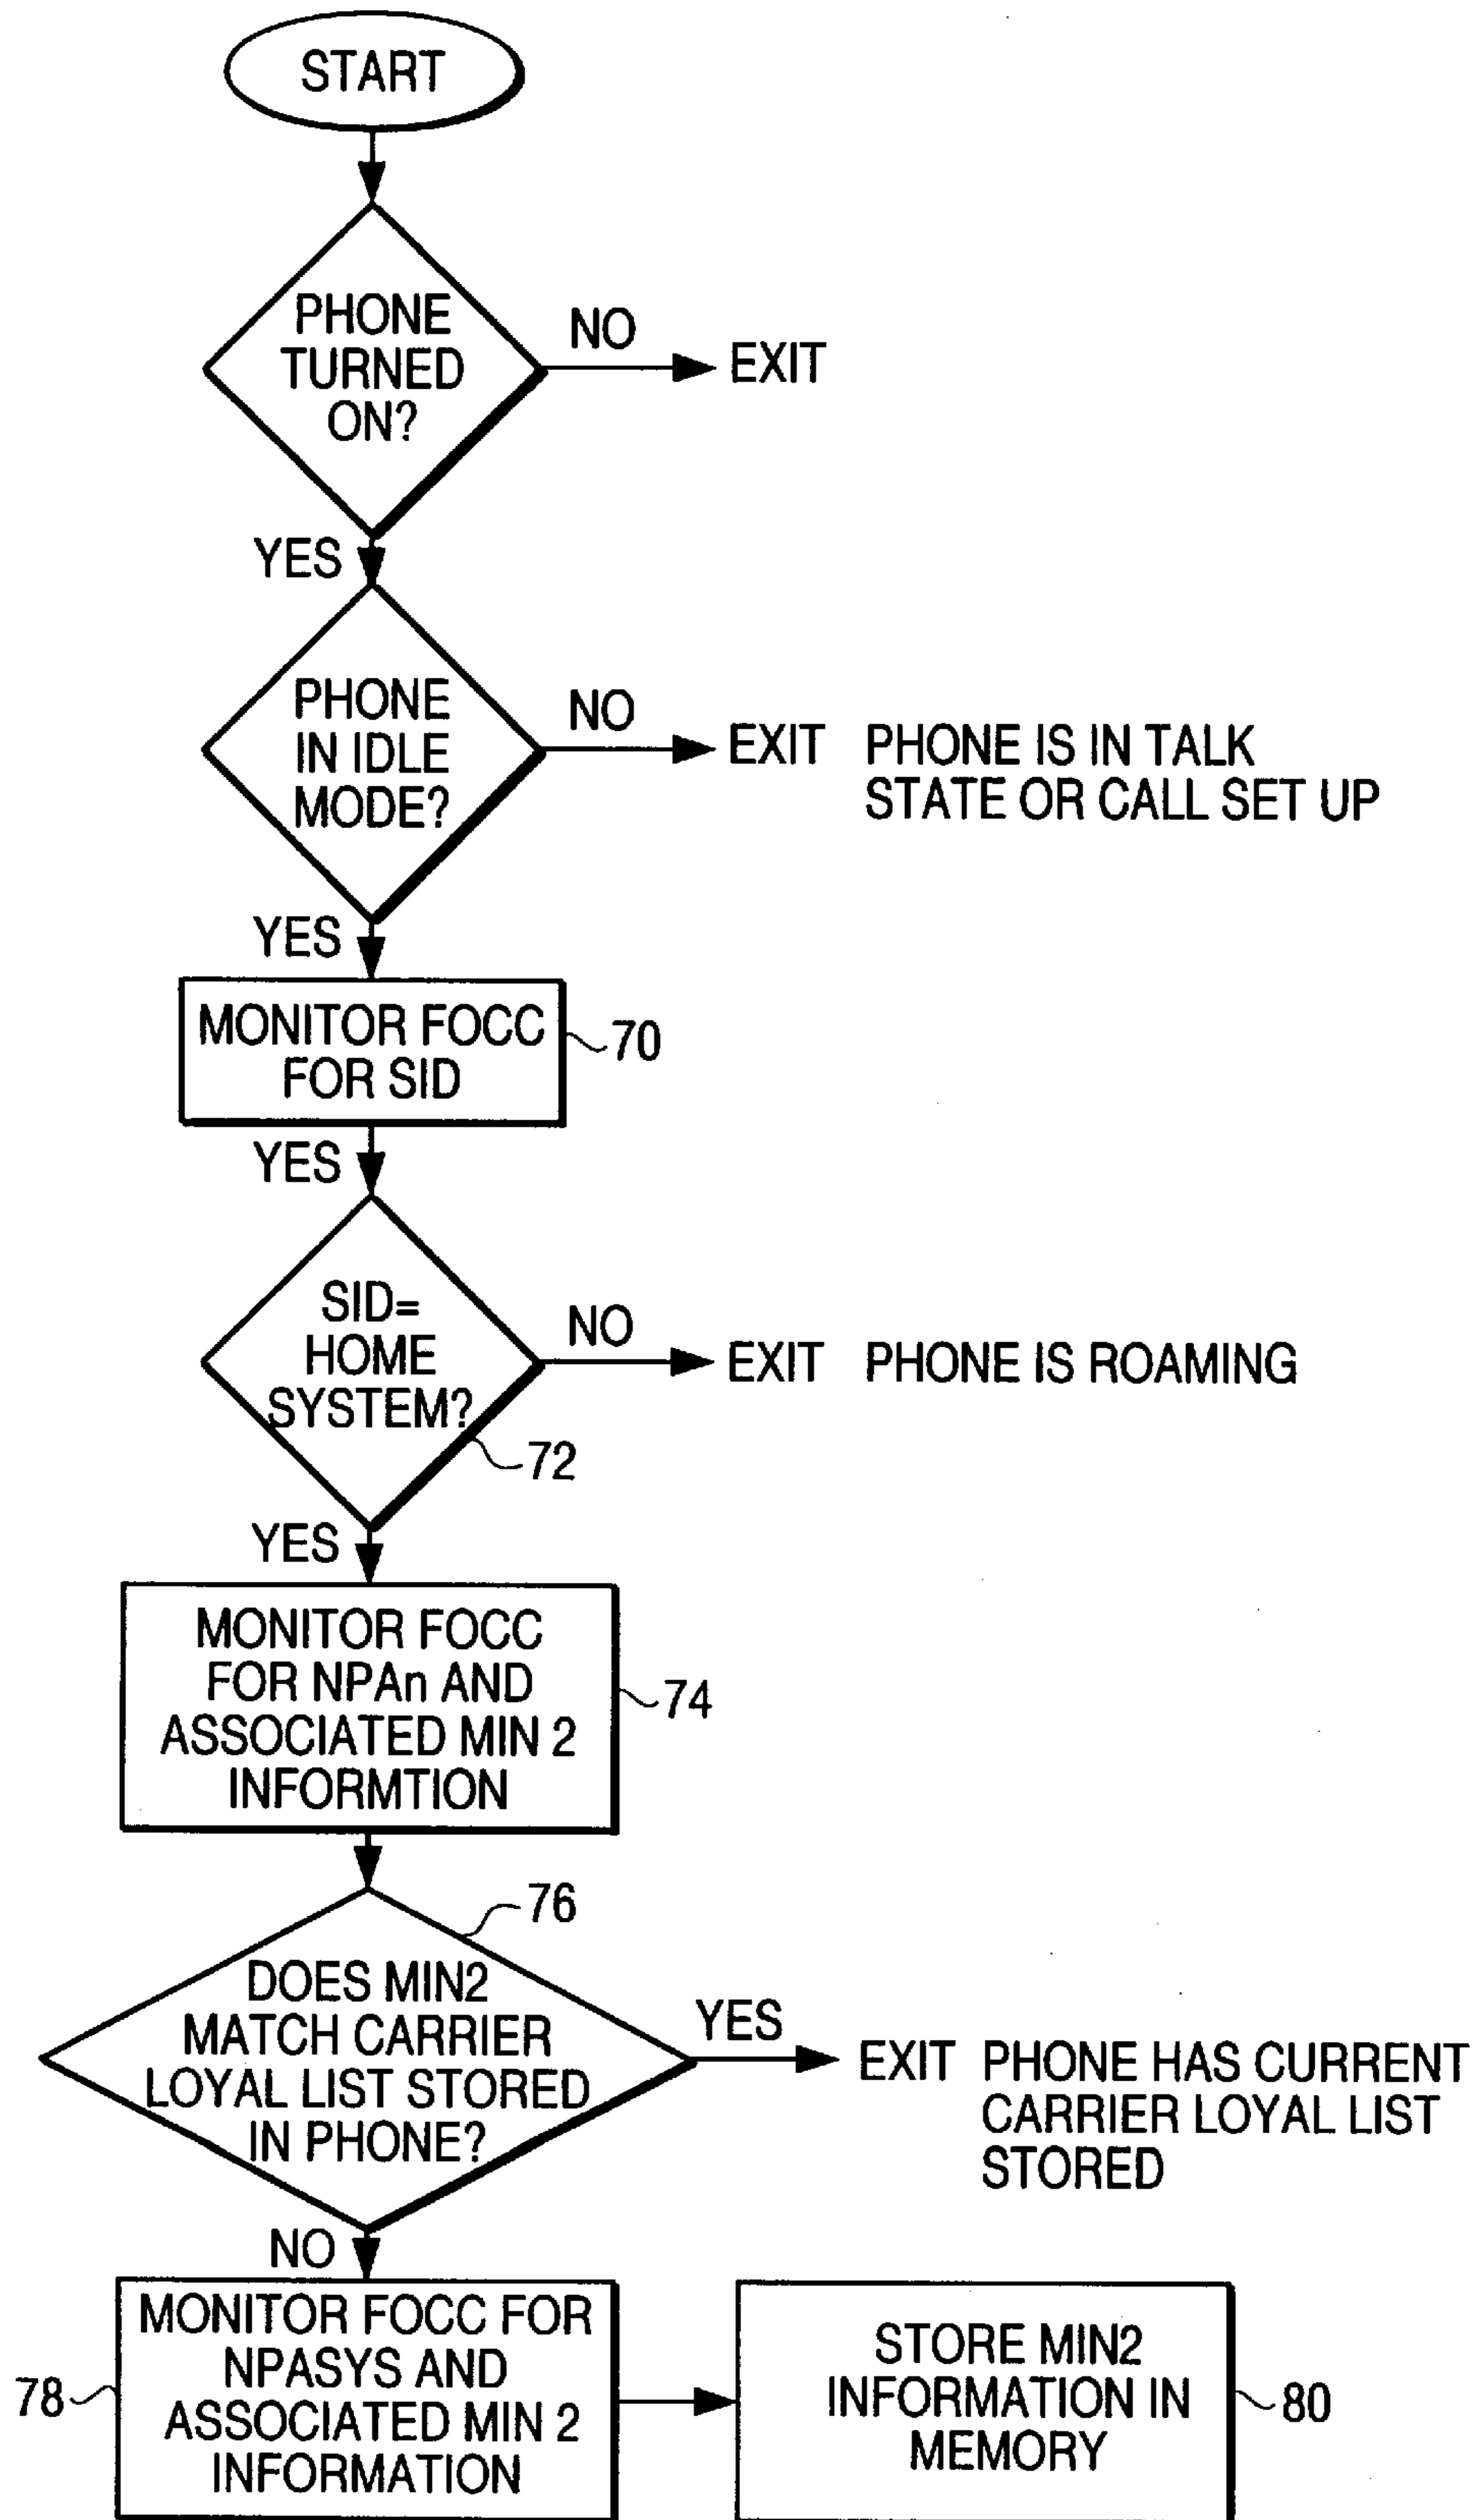 START
PHONE
TURNED
ON?
NO
EXIT
YES
PHONE
IN IDLE
MODE?
NO
EXIT PHONE IS IN TALK
STATE OR CALL SET UP
YES
MONITOR FOCC
FOR SID
70
YES
SID=
HOME
SYSTEM?
NO
EXIT PHONE IS ROAMING
72
YES
MONITOR FOCC
FOR NPAn AND
ASSOCIATED MIN 2
INFORMTION
74
76
DOES MIN2
MATCH CARRIER
LOYAL LIST STORED
IN PHONE?
YES
EXIT PHONE HAS CURRENT
CARRIER LOYAL LIST
STORED
NO
MONITOR FOCC FOR
NPASYS AND
ASSOCIATED MIN 2
INFORMATION
78
STORE MIN2
INFORMATION IN
MEMORY
80